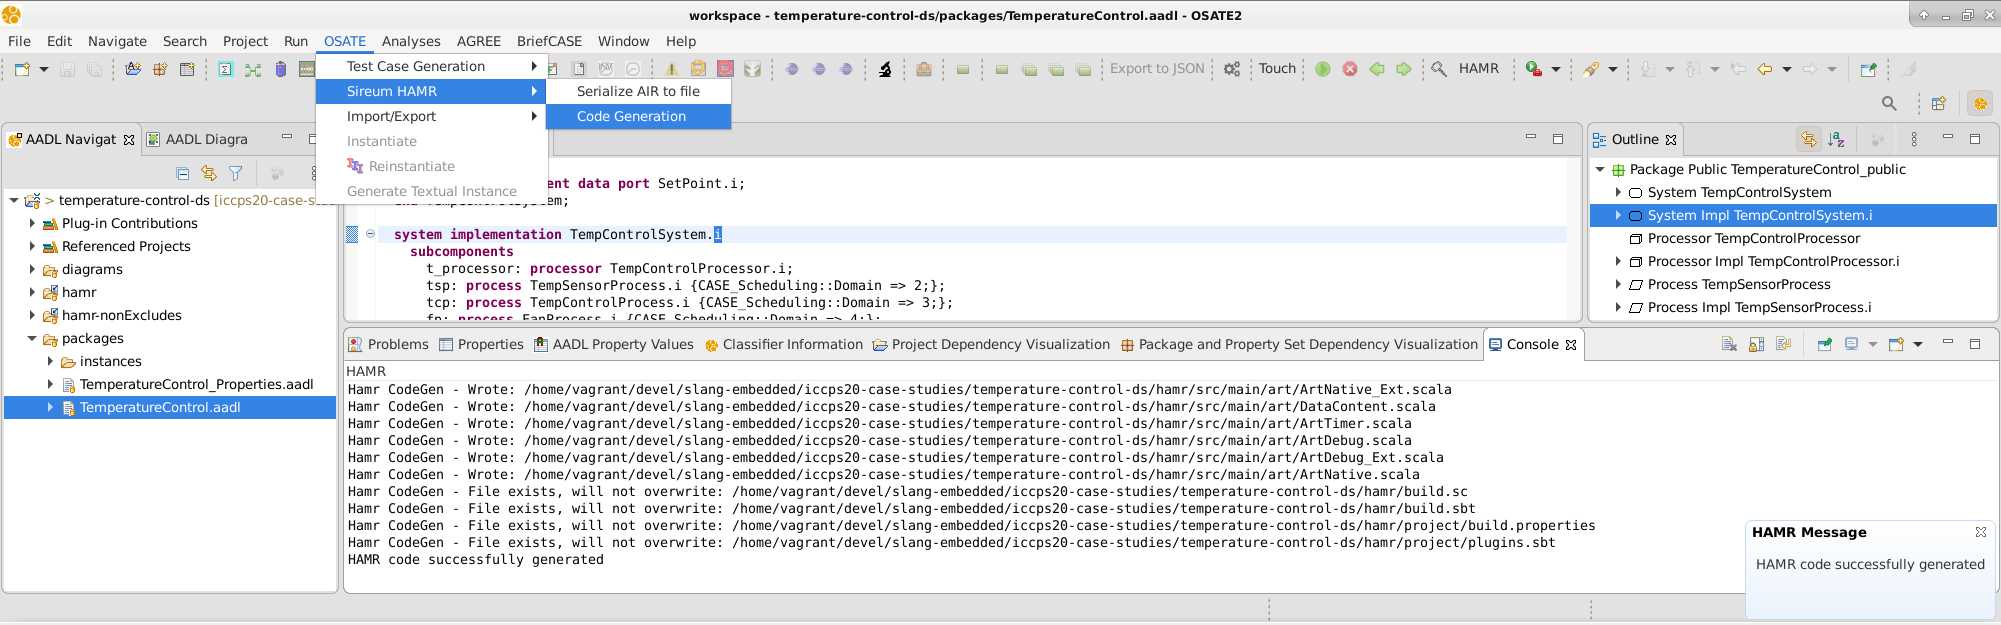 workspace - temperature-control-ds/packages/TemperatureControl.aadl - OSATE2
File Edit Navigate Search Project Run OSATE Analyses AGREE BriefCASE Window Help
Test Case Generation
Sireum HAMR
Import/Export
Instantiate
Reinstantiate
Generate Textual Instance
Serialize AIR to file
Code Generation
Export to JSON Touch HAMR
AADL Navigat AADL Diagra
> temperature-control-ds [iccps20-case-
Plug-in Contributions
Referenced Projects
diagrams
hamr
hamr-nonExcludes
packages
instances
TemperatureControl_Properties.aadl
TemperatureControl.aadl
ent data port SetPoint.i;
end TempControlSystem;
system implementation TempControlSystem.i
subcomponents
t_processor: processor TempControlProcessor.i;
tsp: process TempSensorProcess.i {CASE_Scheduling::Domain => 2;};
tcp: process TempControlProcess.i {CASE_Scheduling::Domain => 3;};
fp: process FanProcess.i {CASE_Scheduling::Domain => 4;};
Outline
Package Public TemperatureControl_public
System TempControlSystem
System Impl TempControlSystem.i
Processor TempControlProcessor
Processor Impl TempControlProcessor.i
Process TempSensorProcess
Process Impl TempSensorProcess.i
Problems Properties AADL Property Values Classifier Information Project Dependency Visualization Package and Property Set Dependency Visualization Console
HAMR
Hamr CodeGen - Wrote: /home/vagrant/devel/slang-embedded/iccps20-case-studies/temperature-control-ds/hamr/src/main/art/ArtNative_Ext.scala
Hamr CodeGen - Wrote: /home/vagrant/devel/slang-embedded/iccps20-case-studies/temperature-control-ds/hamr/src/main/art/DataContent.scala
Hamr CodeGen - Wrote: /home/vagrant/devel/slang-embedded/iccps20-case-studies/temperature-control-ds/hamr/src/main/art/ArtTimer.scala
Hamr CodeGen - Wrote: /home/vagrant/devel/slang-embedded/iccps20-case-studies/temperature-control-ds/hamr/src/main/art/ArtDebug.scala
Hamr CodeGen - Wrote: /home/vagrant/devel/slang-embedded/iccps20-case-studies/temperature-control-ds/hamr/src/main/art/ArtDebug_Ext.scala
Hamr CodeGen - Wrote: /home/vagrant/devel/slang-embedded/iccps20-case-studies/temperature-control-ds/hamr/src/main/art/ArtNative.scala
Hamr CodeGen - File exists, will not overwrite: /home/vagrant/devel/slang-embedded/iccps20-case-studies/temperature-control-ds/hamr/build.sc
Hamr CodeGen - File exists, will not overwrite: /home/vagrant/devel/slang-embedded/iccps20-case-studies/temperature-control-ds/hamr/build.sbt
Hamr CodeGen - File exists, will not overwrite: /home/vagrant/devel/slang-embedded/iccps20-case-studies/temperature-control-ds/hamr/project/build.properties
Hamr CodeGen - File exists, will not overwrite: /home/vagrant/devel/slang-embedded/iccps20-case-studies/temperature-control-ds/hamr/project/plugins.sbt
HAMR code successfully generated
HAMR Message
HAMR code successfully generated